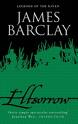 LEGENDS OF THE RAVEN
JAMES
BARCLAY
Elfsorrow